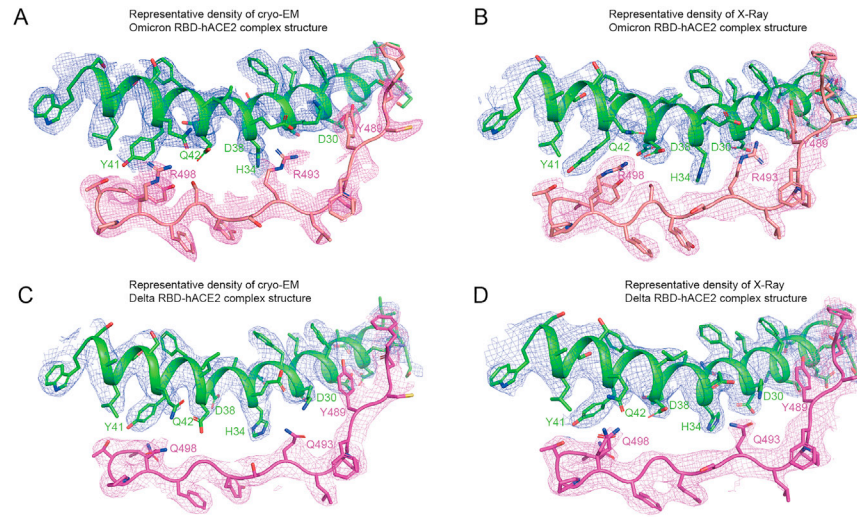 A
Representative density of cryo-EM
Omicron RBD-hACE2 complex structure
Y41
Q42
D38
H34
D30
Y489
R498
R493
B
Representative density of X-Ray
Omicron RBD-hACE2 complex structure
Y41
Q42
D38
D30
H34
Y489
R498
R493
C
Representative density of cryo-EM
Delta RBD-hACE2 complex structure
Y41
Q42
D38
H34
D30
Y489
Q498
Q493
D
Representative density of X-Ray
Delta RBD-hACE2 complex structure
Y41
Q42
D38
H34
D30
Y489
Q498
Q493